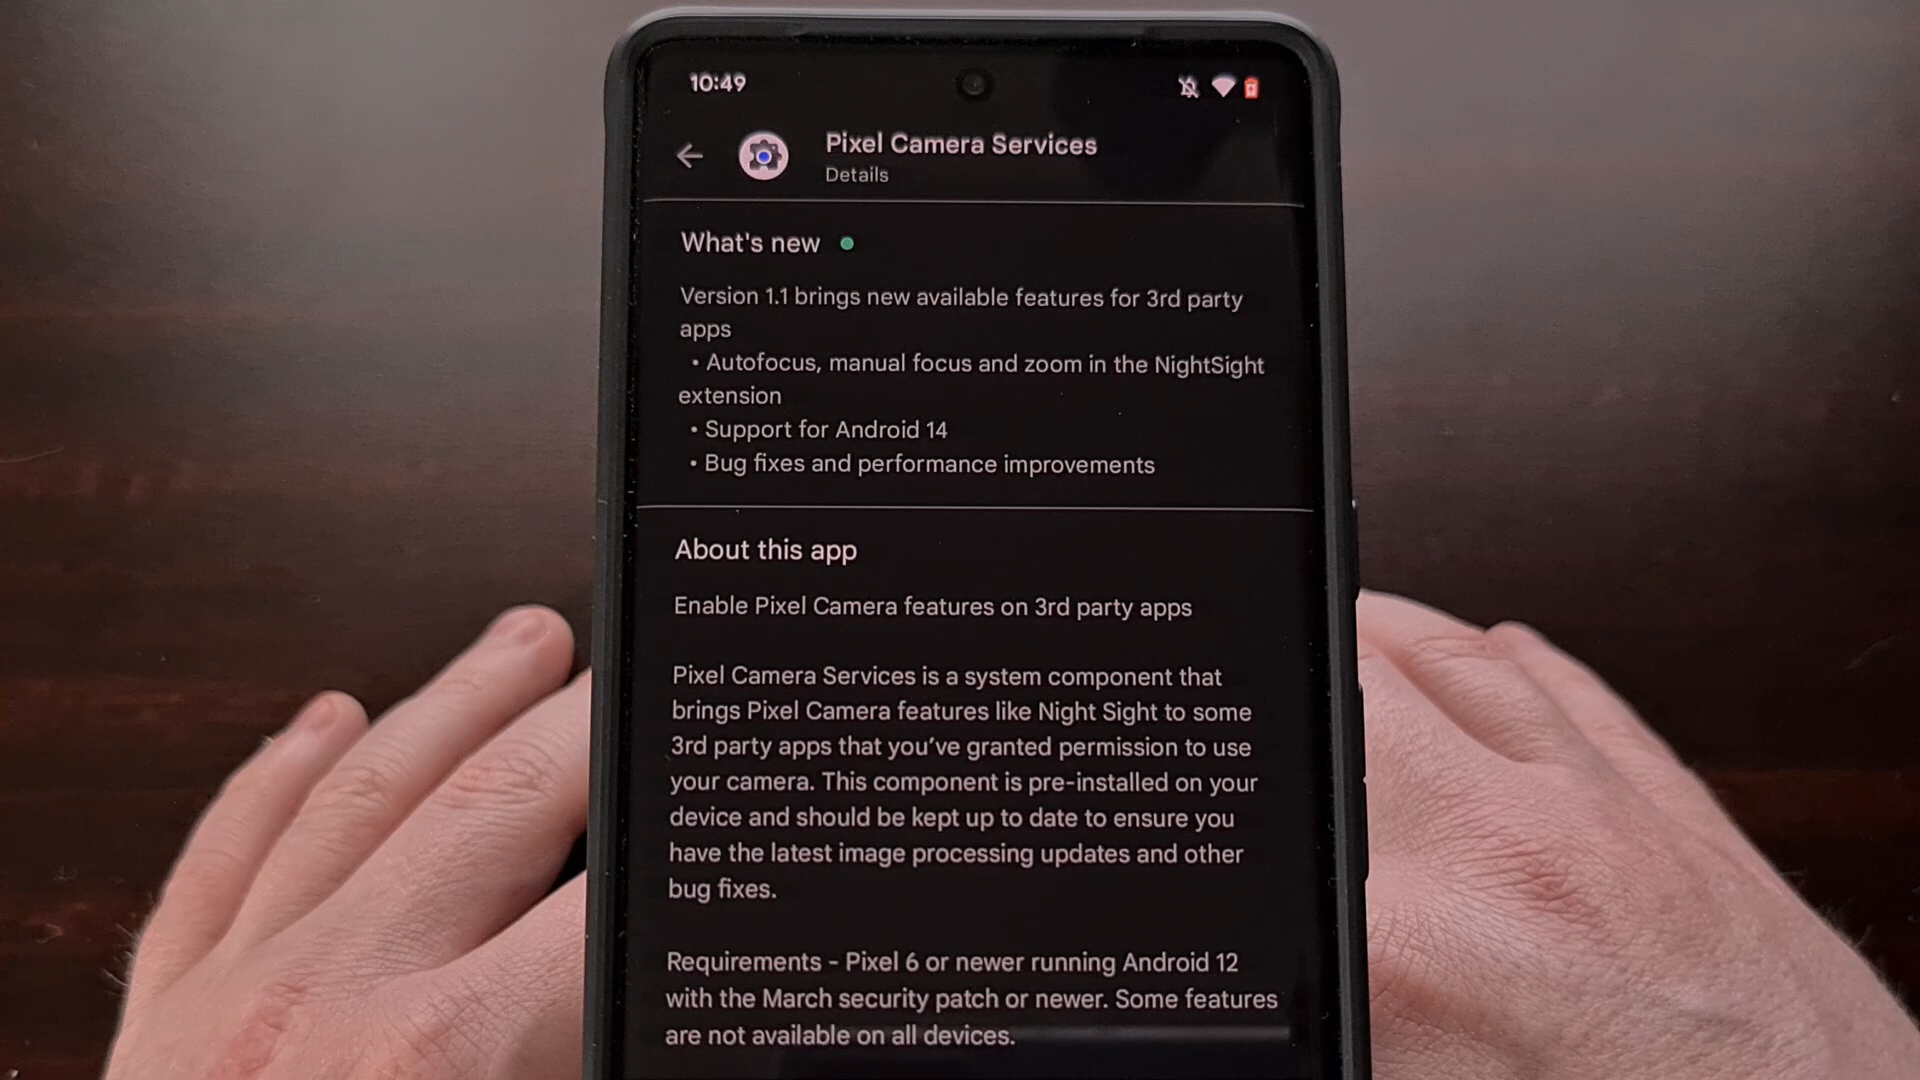 10:49
Pixel Camera Services
Details
What's new
Version 1.1 brings new available features for 3rd party
apps
• Autofocus, manual focus and zoom in the NightSight
extension
• Support for Android 14
• Bug fixes and performance improvements
About this app
Enable Pixel Camera features on 3rd party apps
Pixel Camera Services is a system component that
brings Pixel Camera features like Night Sight to some
3rd party apps that you’ve granted permission to use
your camera. This component is pre-installed on your
device and should be kept up to date to ensure you
have the latest image processing updates and other
bug fixes.
Requirements - Pixel 6 or newer running Android 12
with the March security patch or newer. Some features
are not available on all devices.